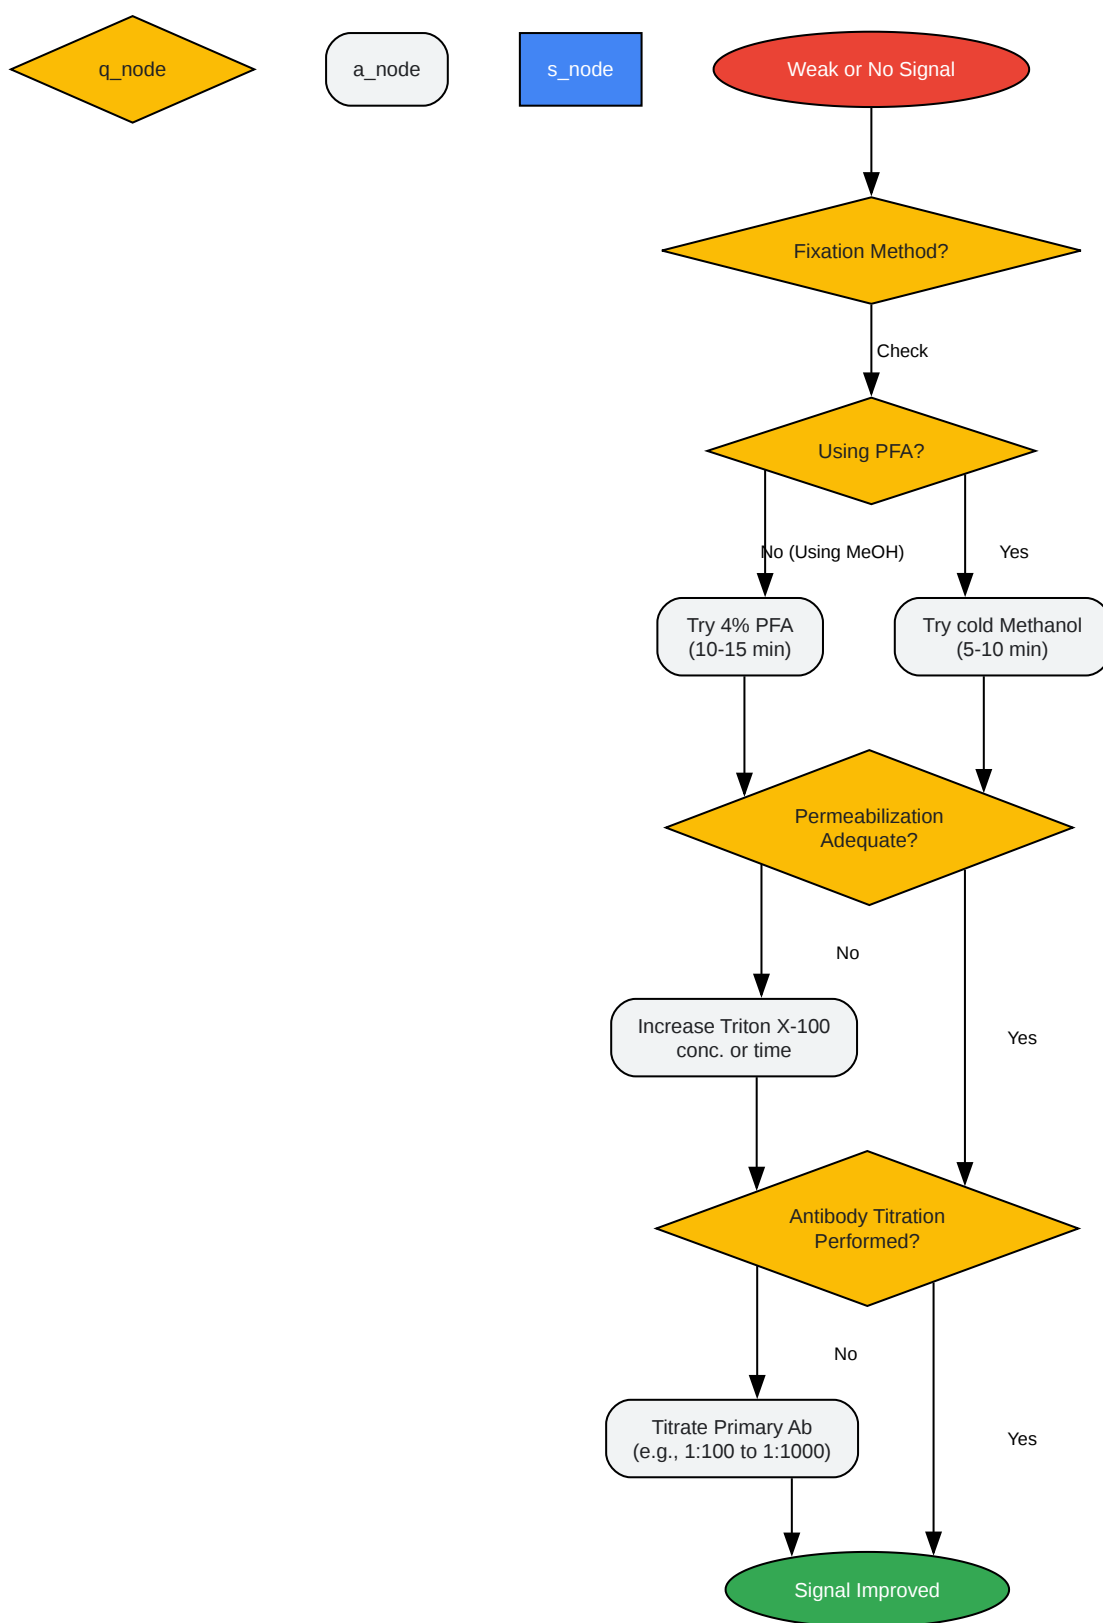 q_node
a_node
s_node
Weak or No Signal
Fixation Method?
Check
Using PFA?
No (Using MeOH)
Yes
Try 4% PFA
(10-15 min)
Try cold Methanol
(5-10 min)
Permeabilization
Adequate?
No
Increase Triton X-100
conc. or time
Yes
Antibody Titration
Performed?
No
Titrate Primary Ab
(e.g., 1:100 to 1:1000)
Yes
Signal Improved